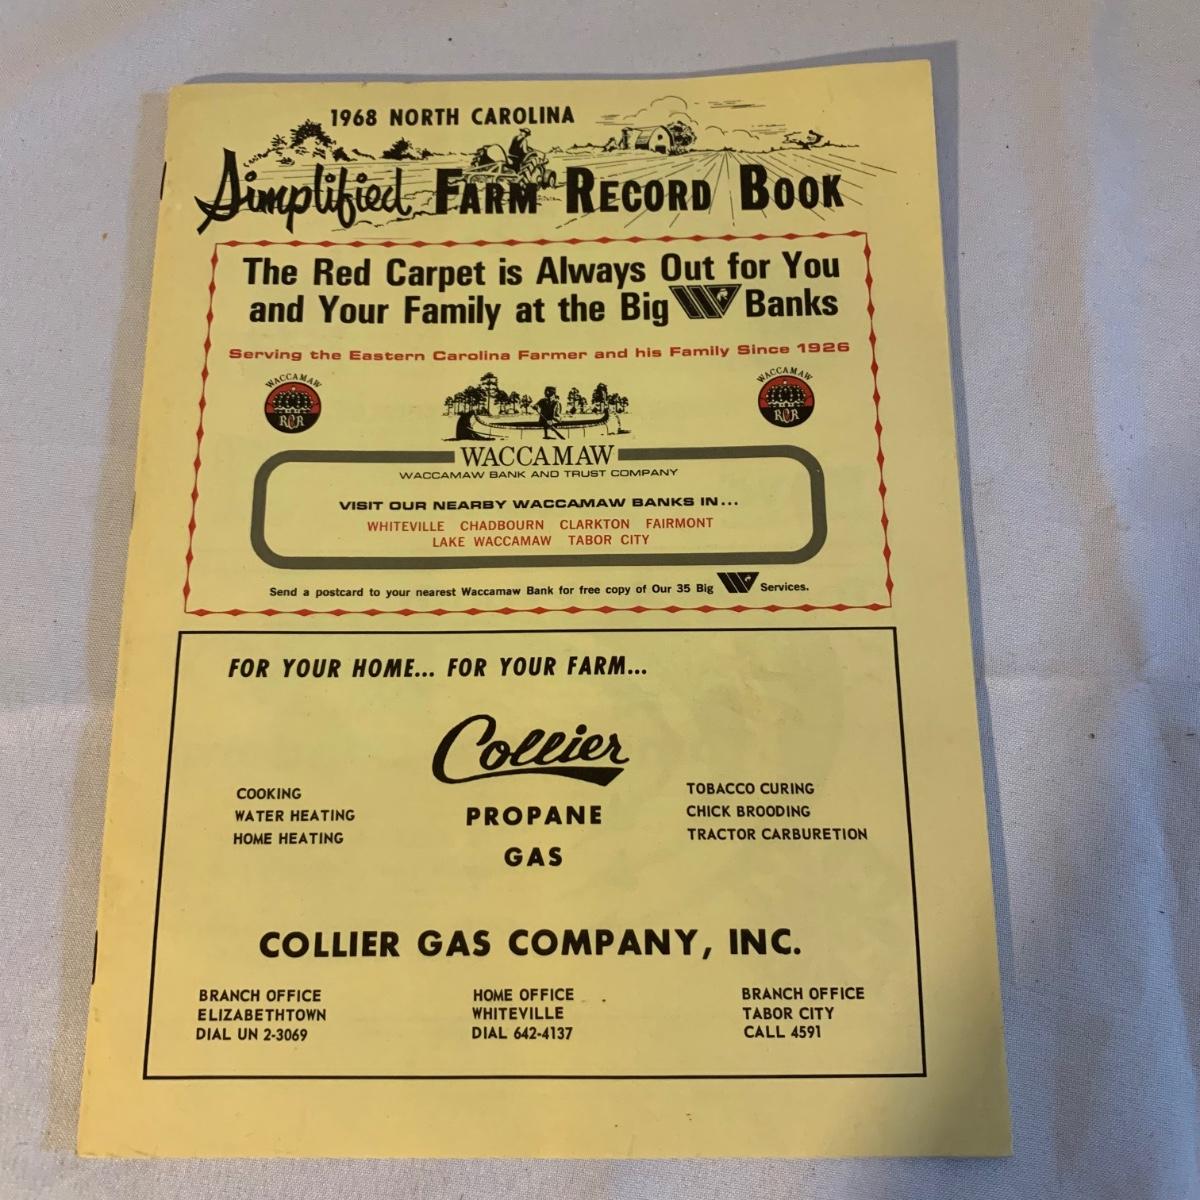 1968 NORTH CAROLINA
Simplified FARM RECORD BOOK
The Red Carpet is Always Out for You
and Your Family at the Big W Banks
Serving the Eastern Carolina Farmer and his Family Since 1926
WACCAMAW
RCR
WACCAMAW
RCR
WACCAMAW
WACCAMAW BANK AND TRUST COMPANY
VISIT OUR NEARBY WACCAMAW BANKS IN...
WHITEVILLE CHADBOURN CLARKTON FAIRMONT
LAKE WACCAMAW TABOR CITY
Send a postcard to your nearest Waccamaw Bank for free copy of Our 35 Big W Services.
FOR YOUR HOME... FOR YOUR FARM...
Collier
PROPANE
GAS
COOKING
WATER HEATING
HOME HEATING
TOBACCO CURING
CHICK BROODING
TRACTOR CARBURETION
COLLIER GAS COMPANY, INC.
BRANCH OFFICE
ELIZABETHTOWN
DIAL UN 2-3069
HOME OFFICE
WHITEVILLE
DIAL 642-4137
BRANCH OFFICE
TABOR CITY
CALL 4591